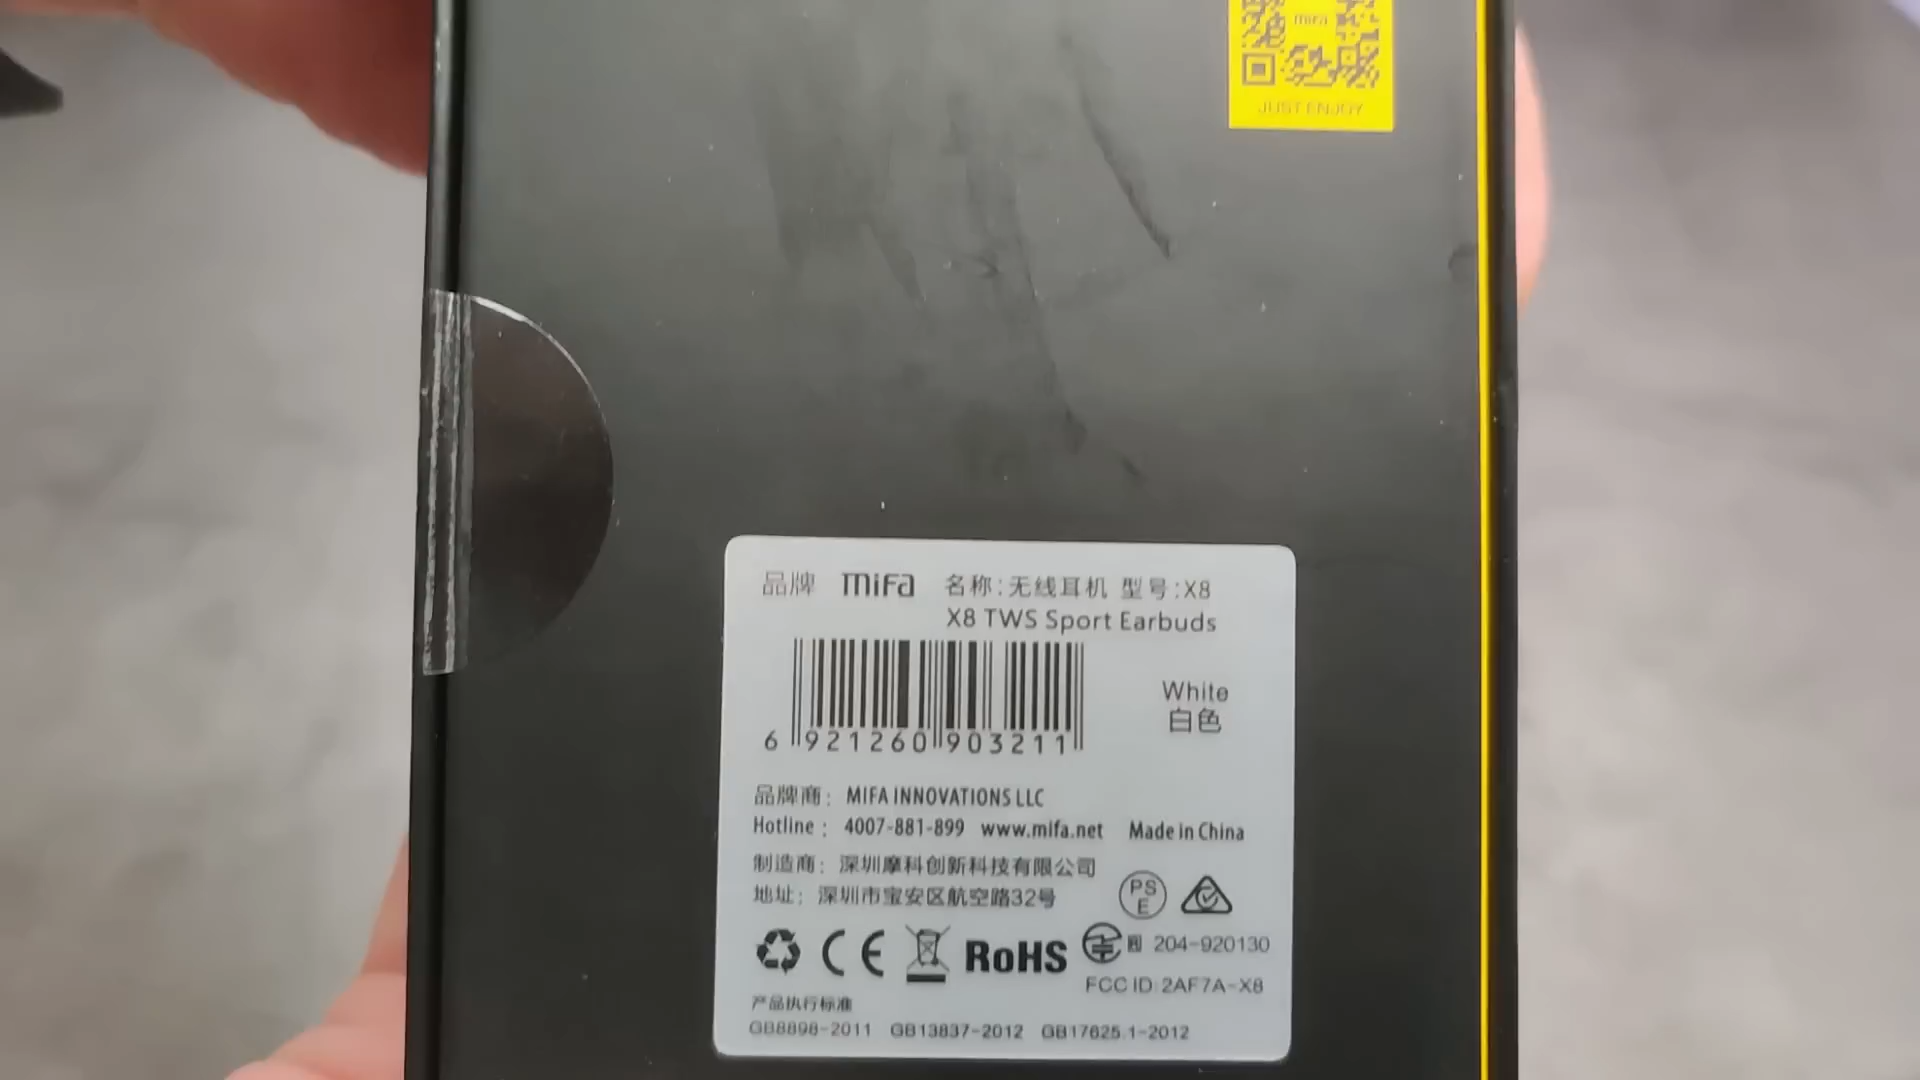 mifa
JUST ENJOY
品牌 mifa 名称:无线耳机 型号:X8
X8 TWS Sport Earbuds
White
白色
6 921260 903211
品牌商: MIFA INNOVATIONS LLC
Hotline: 4007-881-899 www.mifa.net Made in China
制造商: 深圳摩科创新科技有限公司
地址: 深圳市宝安区航空路32号
PS
E
CE RoHS R 204-920130
FCC ID:2AF7A-X8
产品执行标准
GB8898-2011 GB13837-2012 GB17625.1-2012